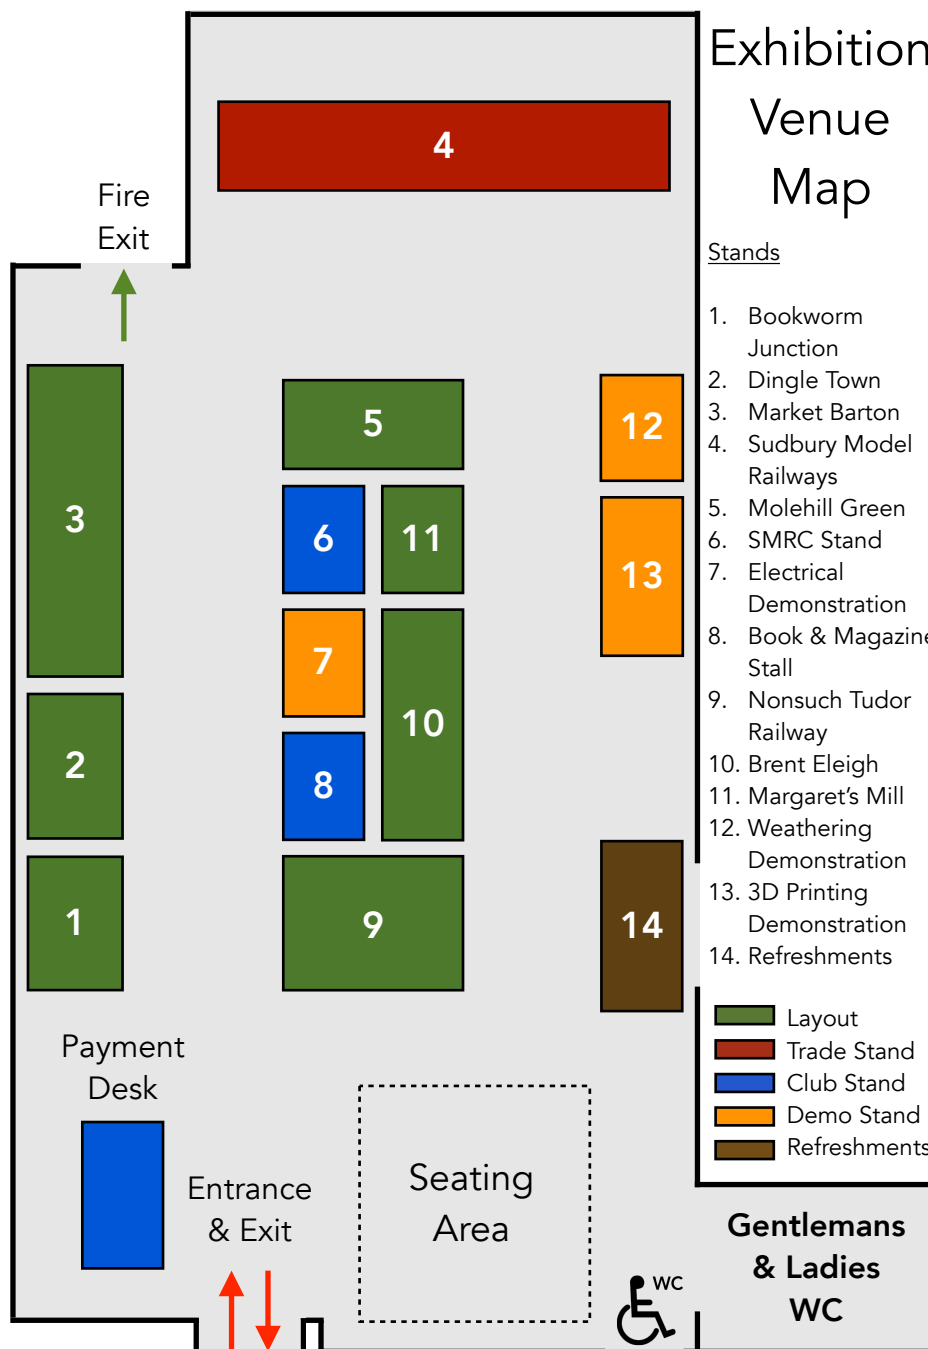 Exhibition
Venue
Map
Stands
1. Bookworm
Junction
2. Dingle Town
3. Market Barton
4. Sudbury Model
Railways
5. Molehill Green
6. SMRC Stand
7. Electrical
Demonstration
8. Book & Magazine
Stall
9. Nonsuch Tudor
Railway
10. Brent Eleigh
11. Margaret’s Mill
12. Weathering
Demonstration
13. 3D Printing
Demonstration
14. Refreshments
Layout
Trade Stand
Club Stand
Demo Stand
Refreshments
Fire
Exit
4
5
12
3
6
11
13
7
10
2
8
1
9
14
Payment
Desk
Entrance
& Exit
Seating
Area
WC
Gentlemans
& Ladies
WC